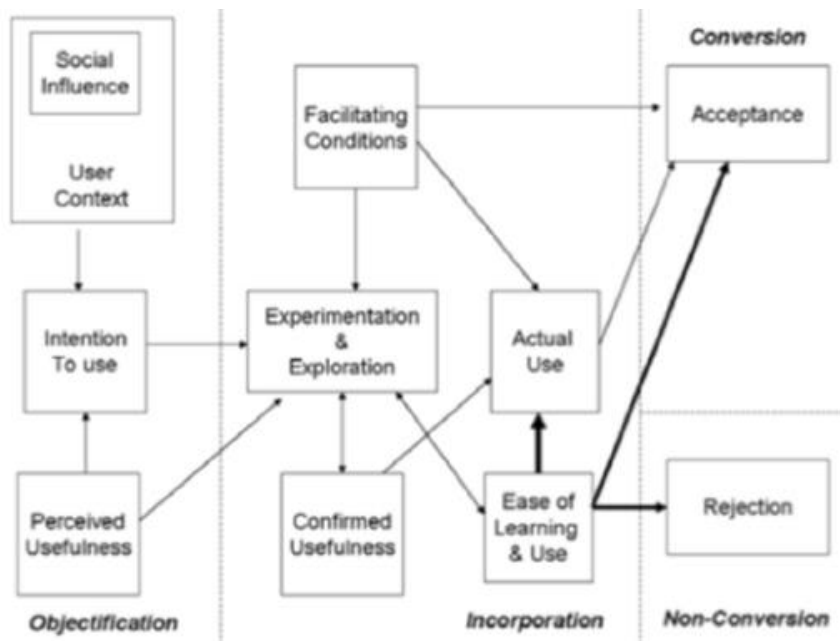 Social
Influence
User
Context
Intention
To use
Perceived
Usefulness
Objectification
Facilitating
Conditions
Experimentation
&
Exploration
Confirmed
Usefulness
Actual
Use
Ease of
Learning
& Use
Incorporation
Conversion
Acceptance
Rejection
Non-Conversion